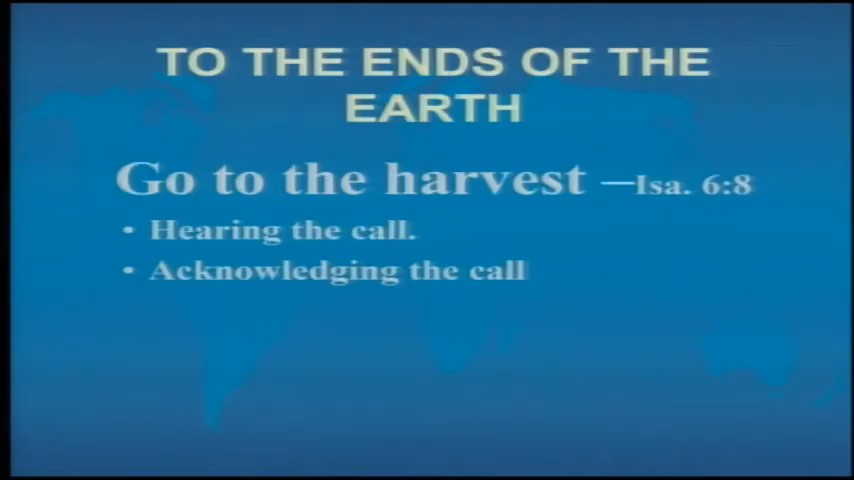 TO THE ENDS OF THE
EARTH
Go to the harvest –Isa. 6:8
• Hearing the call.
• Acknowledging the call